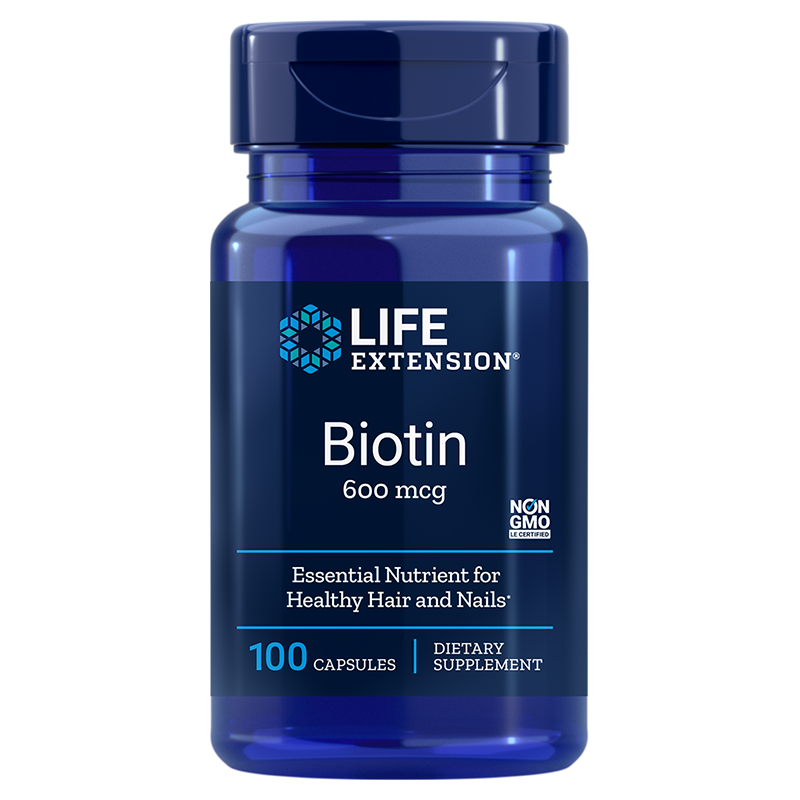 LIFE
EXTENSION®
Biotin
600 mcg
NON
GMO
LE CERTIFIED
Essential Nutrient for
Healthy Hair and Nails*
100 CAPSULES | DIETARY
SUPPLEMENT